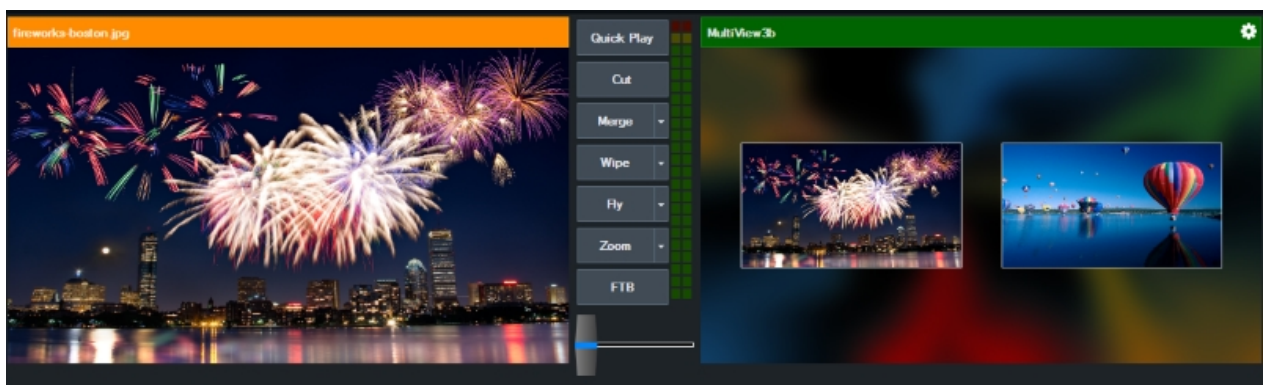 fireworks-boston.jpg
Quick Play
Cut
Merge
Wipe
Fly
Zoom
FTB
MultiView3b